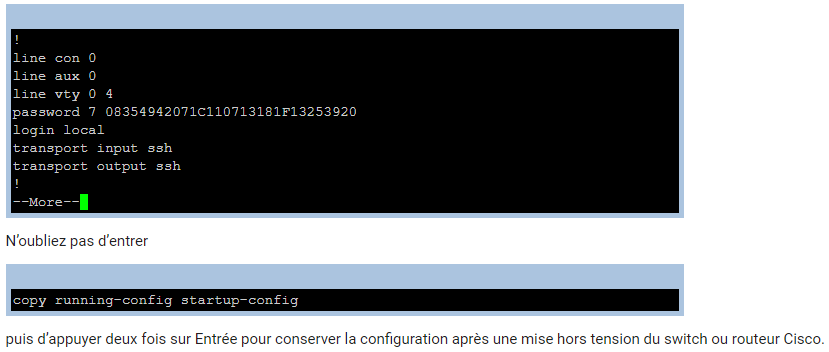 !
line con 0
line aux 0
line vty 0 4
password 7 08354942071C110713181F13253920
login local
transport input ssh
transport output ssh
!
--More--
N’oubliez pas d’entrer
copy running-config startup-config
puis d’appuyer deux fois sur Entrée pour conserver la configuration après une mise hors tension du switch ou routeur Cisco.